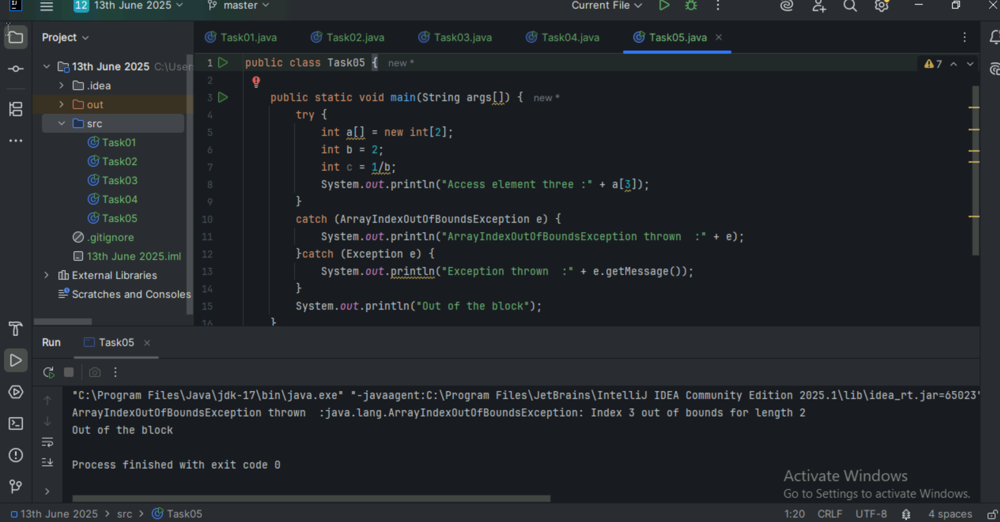 IJ
12 13th June 2025
master
Current File
Project
Task01.java
Task02.java
Task03.java
Task04.java
Task05.java
13th June 2025 C:\User
.idea
out
src
Task01
Task02
Task03
Task04
Task05
.gitignore
13th June 2025.iml
External Libraries
Scratches and Consoles
7
1 public class Task05 { new *
2
3 public static void main(String args[]) { new *
4 try {
5 int a[] = new int[2];
6 int b = 2;
7 int c = 1/b;
8 System.out.println("Access element three :" + a[3]);
9 }
10 catch (ArrayIndexOutOfBoundsException e) {
11 System.out.println("ArrayIndexOutOfBoundsException thrown  :" + e);
12 }catch (Exception e) {
13 System.out.println("Exception thrown  :" + e.getMessage());
14 }
15 System.out.println("Out of the block");
16 }
Run
Task05
"C:\Program Files\Java\jdk-17\bin\java.exe" "-javaagent:C:\Program Files\JetBrains\IntelliJ IDEA Community Edition 2025.1\lib\idea_rt.jar=65023"
ArrayIndexOutOfBoundsException thrown  :java.lang.ArrayIndexOutOfBoundsException: Index 3 out of bounds for length 2
Out of the block
Process finished with exit code 0
Activate Windows
Go to Settings to activate Windows.
13th June 2025 > src > Task05
1:20 CRLF UTF-8 4 spaces